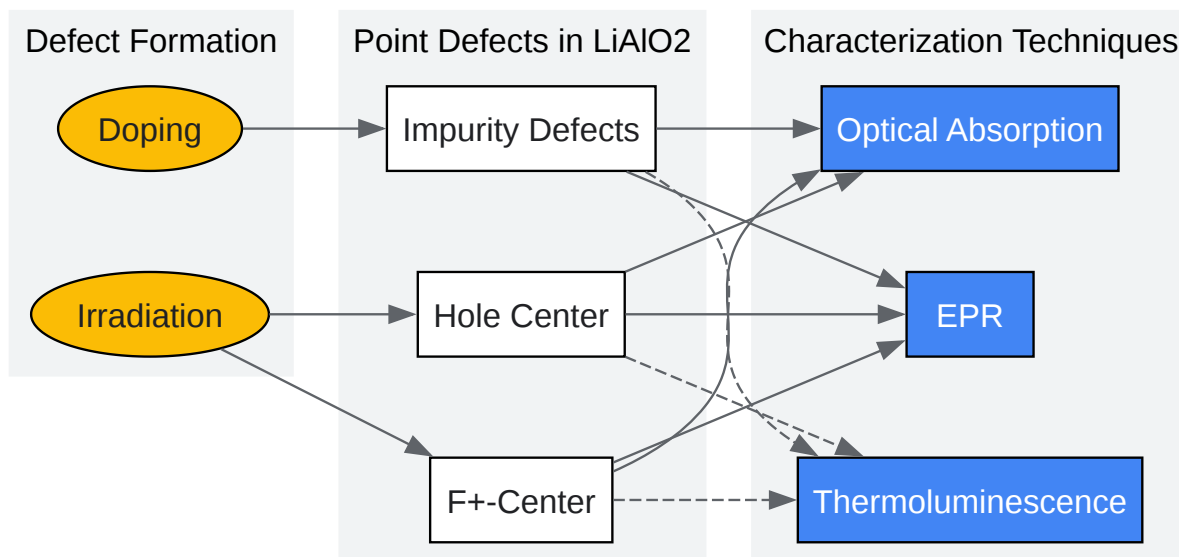 Defect Formation
Point Defects in LiAlO2
Characterization Techniques
Doping
Impurity Defects
Optical Absorption
Irradiation
Hole Center
EPR
F+-Center
Thermoluminescence